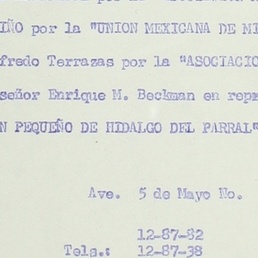 IÑO por la "UNION MEXICANA DE MI
fredo Terrazas por la "ASOCIACIO
señor Enrique M. Beckman en repr
N PEQUEÑO DE HIDALGO DEL PARRAL"
Ave. 5 de Mayo No.
12-87-82
Tels.: 12-87-38